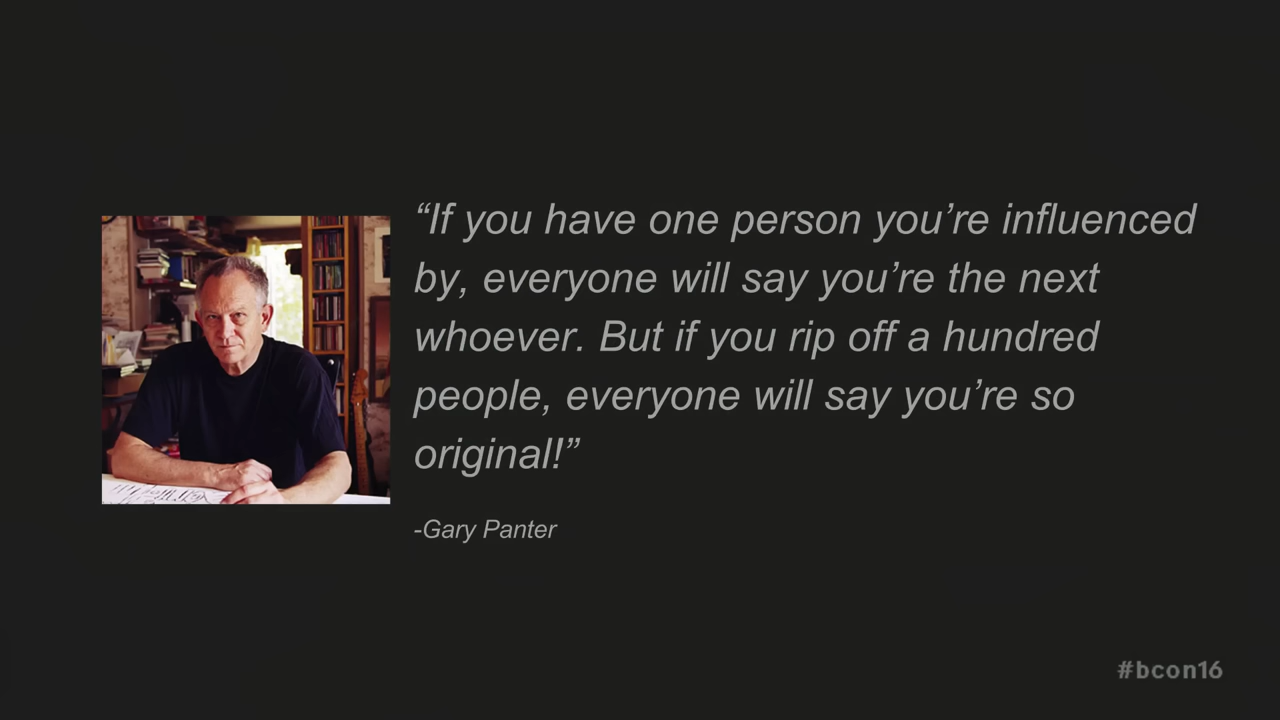 “If you have one person you’re influenced
by, everyone will say you’re the next
whoever. But if you rip off a hundred
people, everyone will say you’re so
original!”
-Gary Panter
#bcon16